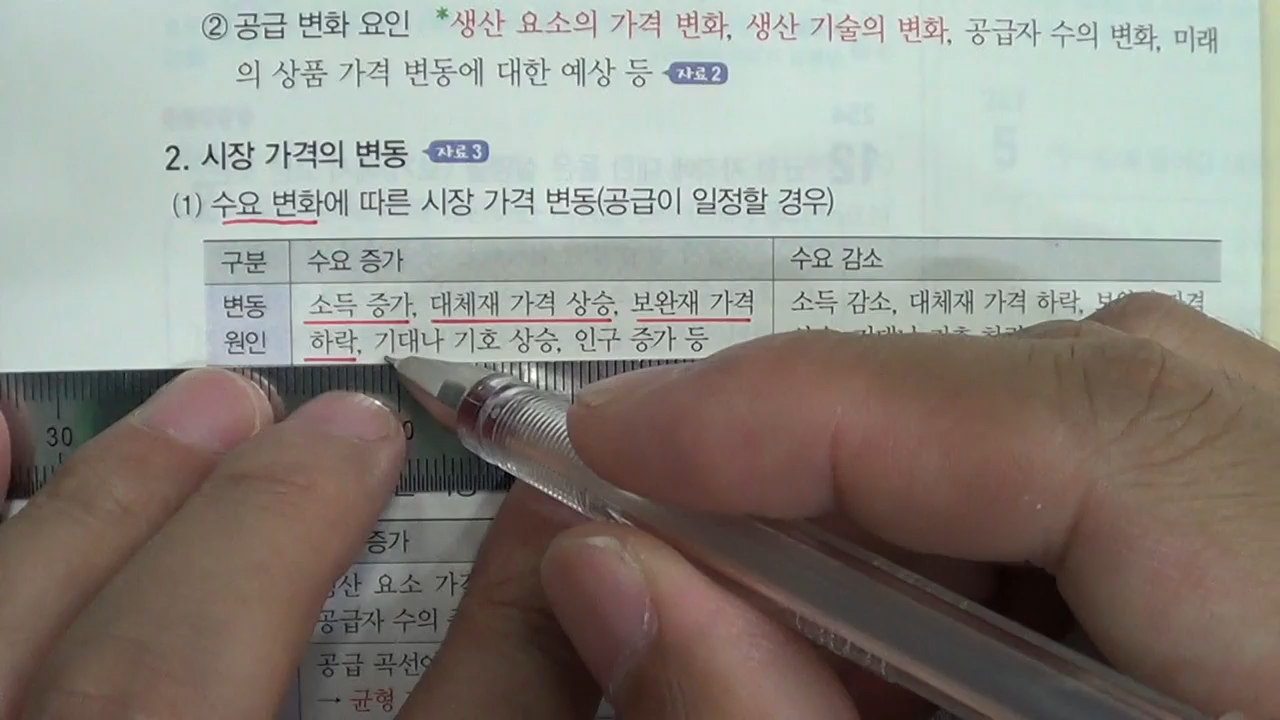 ② 공급 변화 요인 *생산 요소의 가격 변화, 생산 기술의 변화, 공급자 수의 변화, 미래
의 상품 가격 변동에 대한 예상 등 자료2
2. 시장 가격의 변동 자료3
(1) 수요 변화에 따른 시장 가격 변동(공급이 일정할 경우)
구분 수요 증가 수요 감소
변동 소득 증가, 대체재 가격 상승, 보완재 가격 소득 감소, 대체재 가격 하락,
원인 하락, 기대나 기호 상승, 인구 증가 등
30
증가
요소
공급자 수의
공급
→ 균형